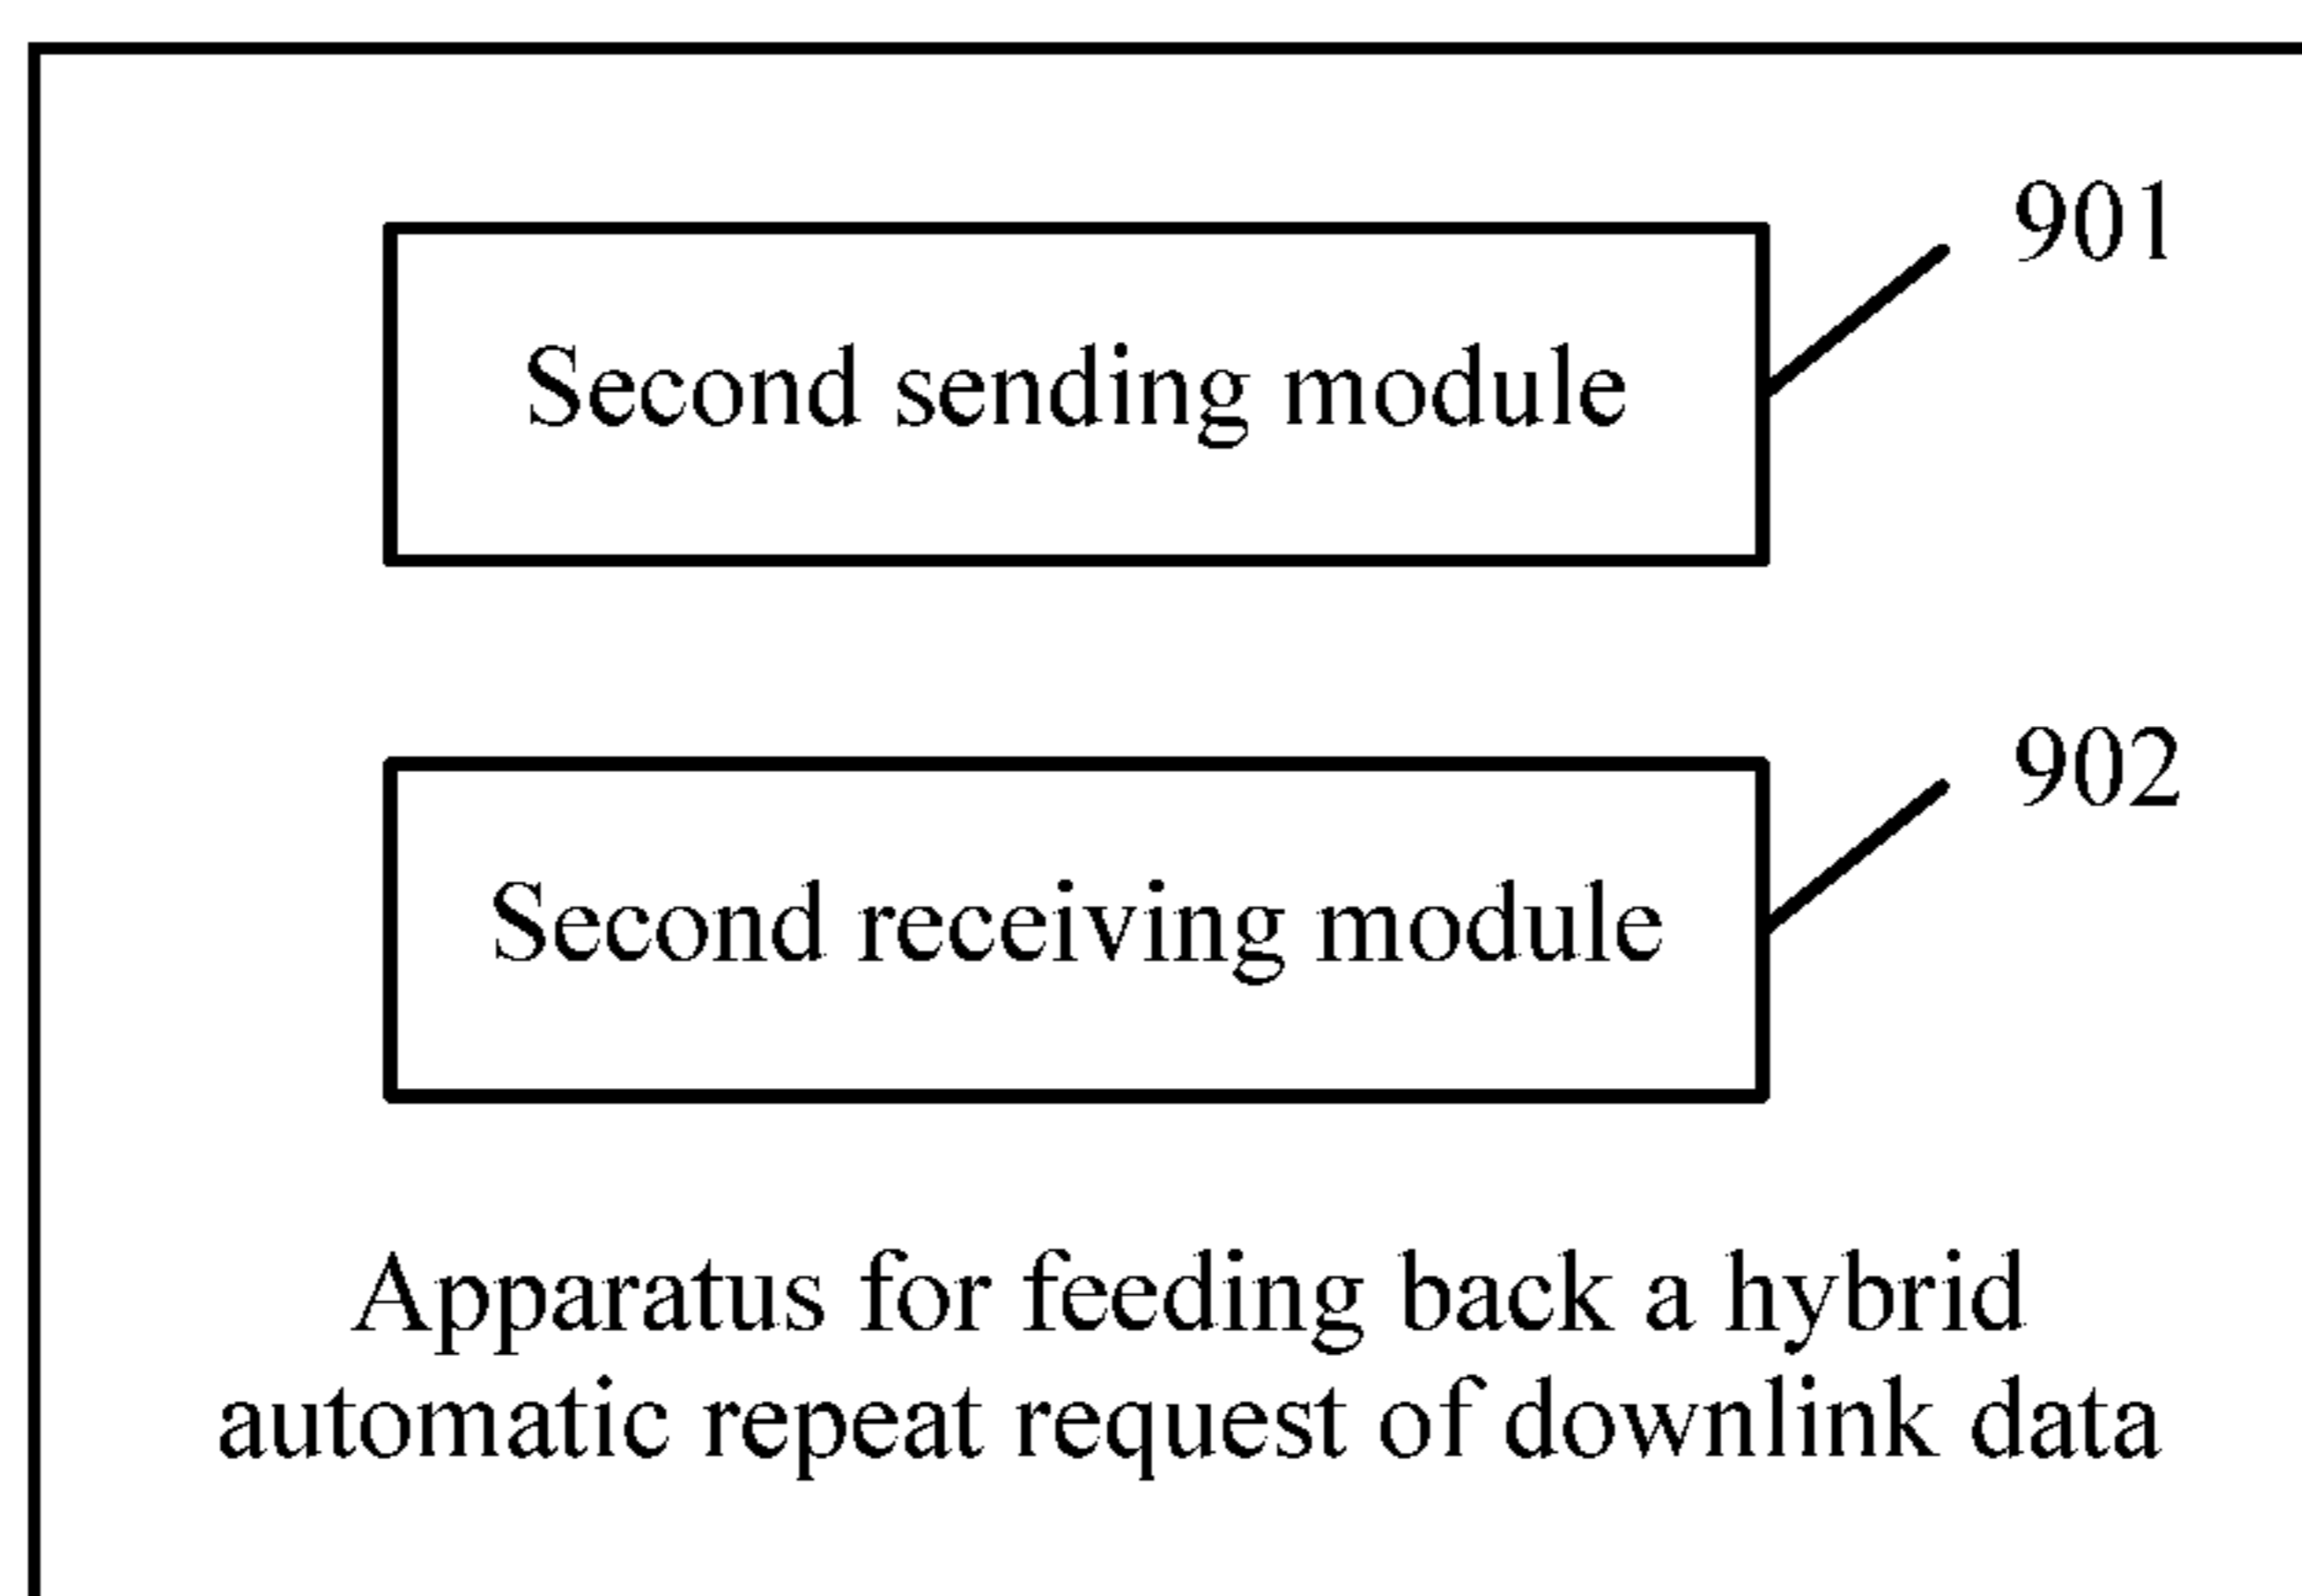 901
Second sending module
902
Second receiving module
Apparatus for feeding back a hybrid
automatic repeat request of downlink data